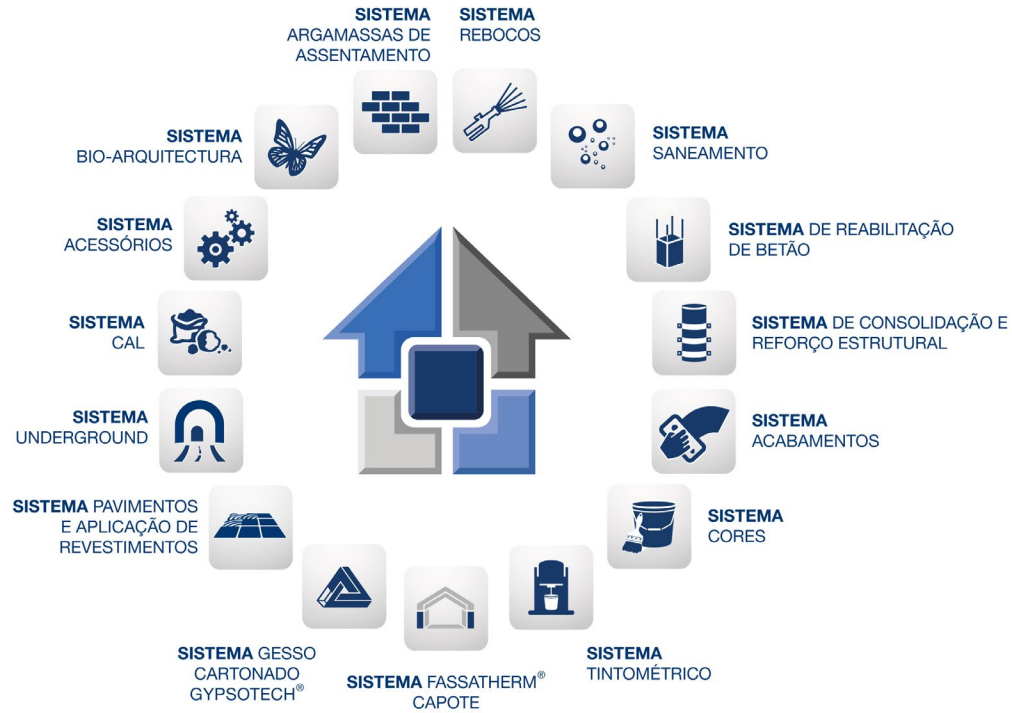 SISTEMA
ARGAMASSAS DE
ASSENTAMENTO
SISTEMA
REBOCOS
SISTEMA
SANEAMENTO
SISTEMA DE REABILITAÇÃO
DE BETÃO
SISTEMA DE CONSOLIDAÇÃO E
REFORÇO ESTRUTURAL
SISTEMA
ACABAMENTOS
SISTEMA
CORES
SISTEMA
TINTOMÉTRICO
SISTEMA FASSATHERM®
CAPOTE
SISTEMA GESSO
CARTONADO
GYPSOTECH®
SISTEMA PAVIMENTOS
E APLICAÇÃO DE
REVESTIMENTOS
SISTEMA
UNDERGROUND
SISTEMA
CAL
SISTEMA
ACESSÓRIOS
SISTEMA
BIO-ARQUITECTURA